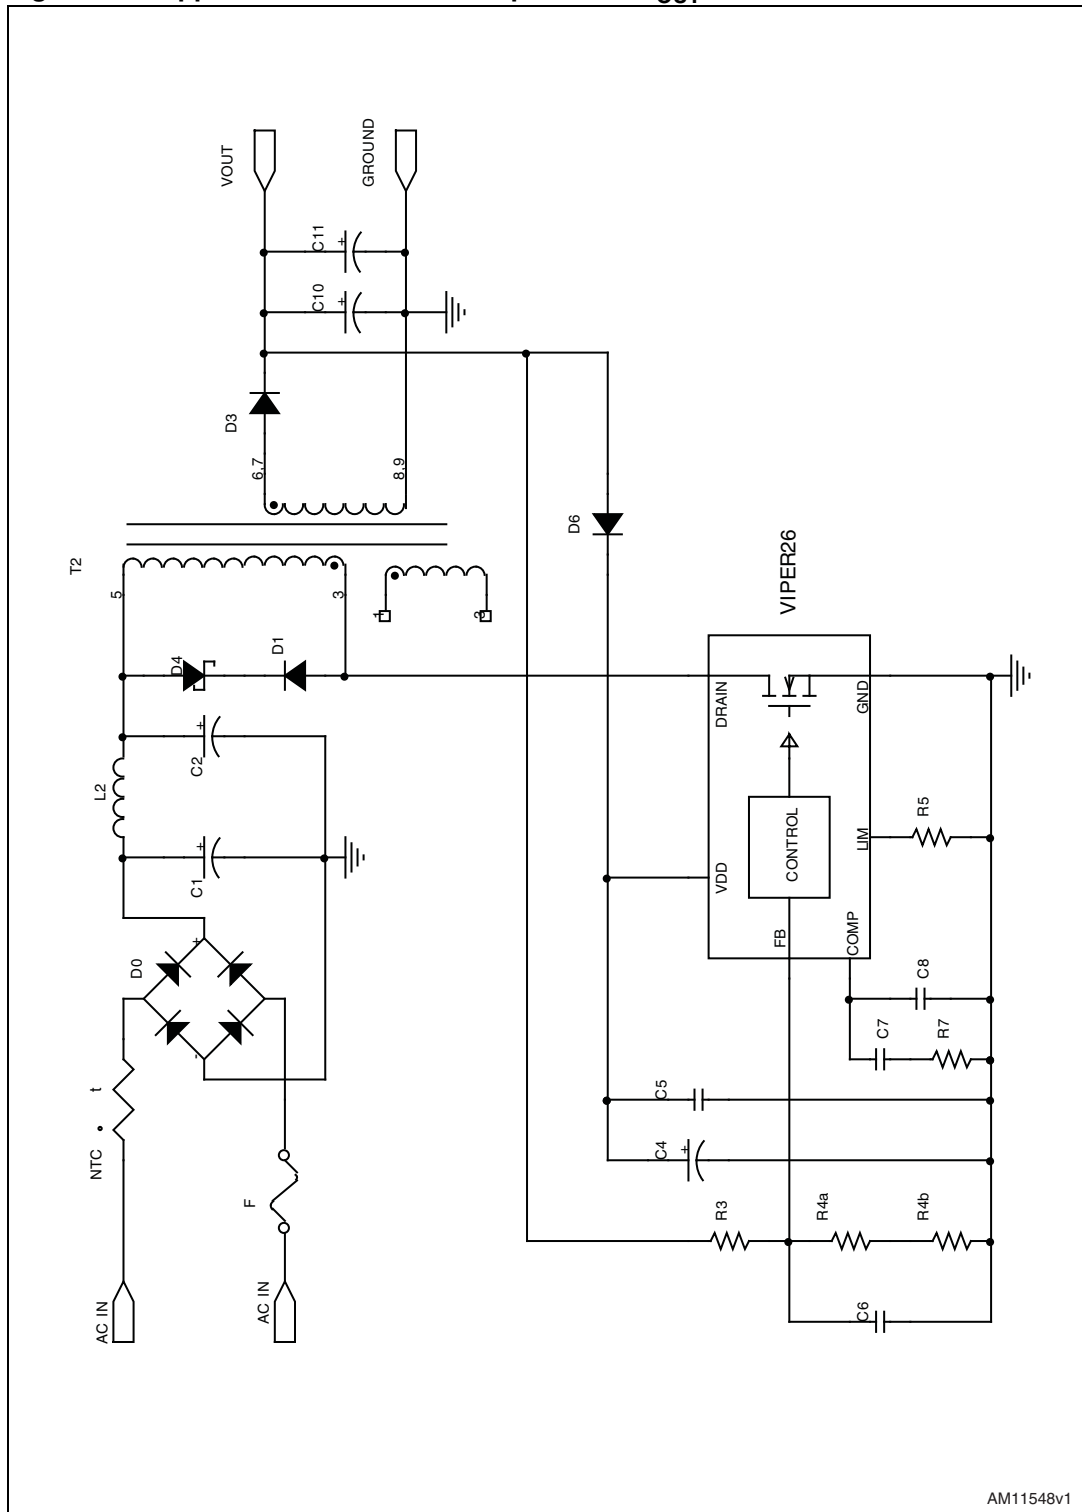 VOUT
GROUND
C11
+
C10
+
D3
6,7
8,9
T2
5
3
1
D6
D4
D1
VIPER26
C2
+
L2
DRAIN
GND
C1
+
VDD
CONTROL
LIM
R5
FB
COMP
D0
+
-
C8
C7
R7
NTC
t
C5
C4
+
F
R3
R4a
R4b
AC IN
AC IN
C6
AM11548v1